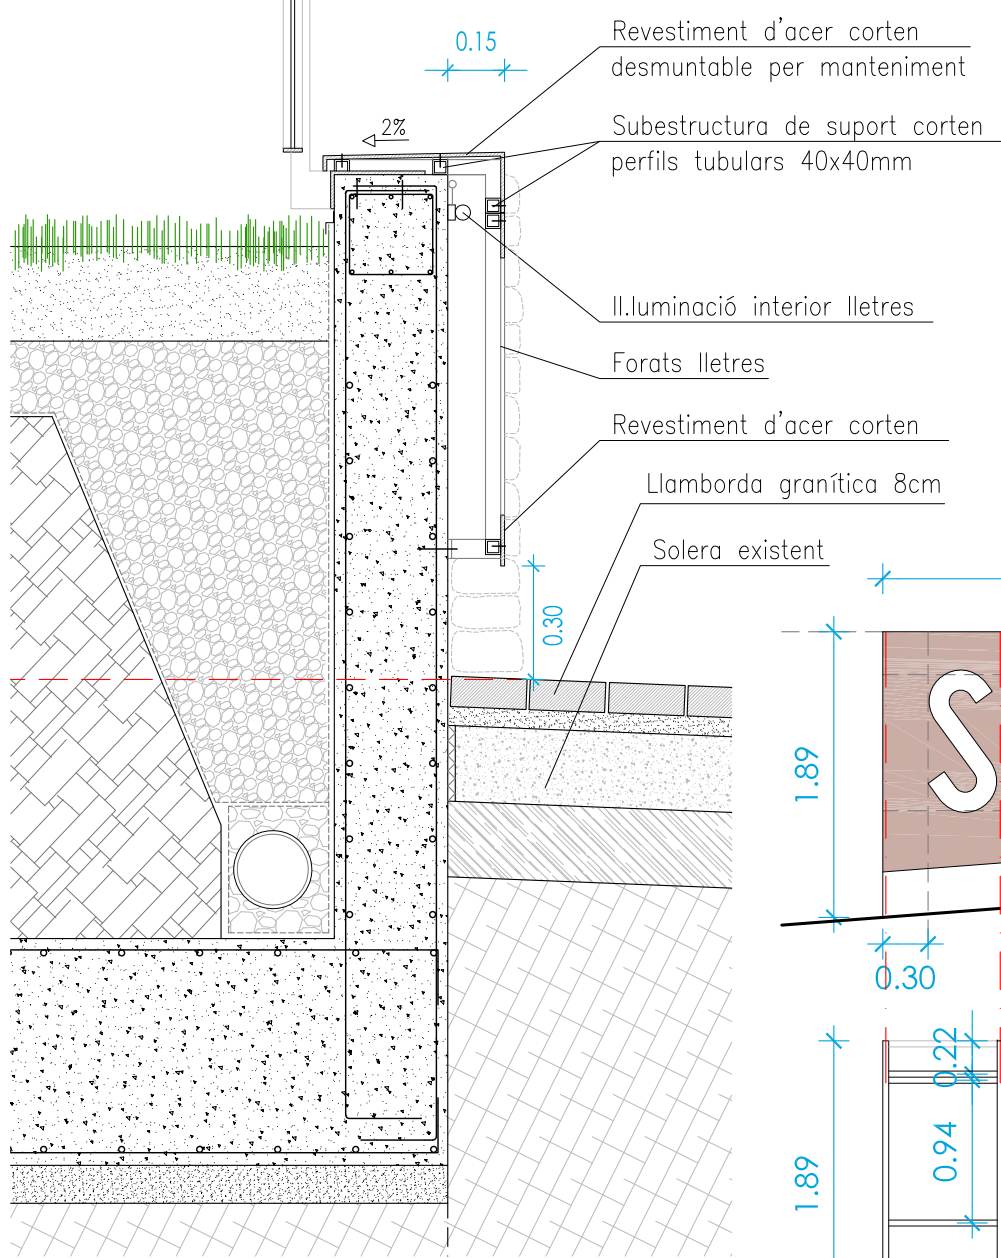 0.15
Revestiment d'acer corten
desmuntable per manteniment
2%
Subestructura de suport corten
perfils tubulars 40x40mm
Il.luminació interior lletres
Forats lletres
Revestiment d'acer corten
Llamborda granítica 8cm
Solera existent
0.30
1.89
S
0.30
0.22
0.94
1.89